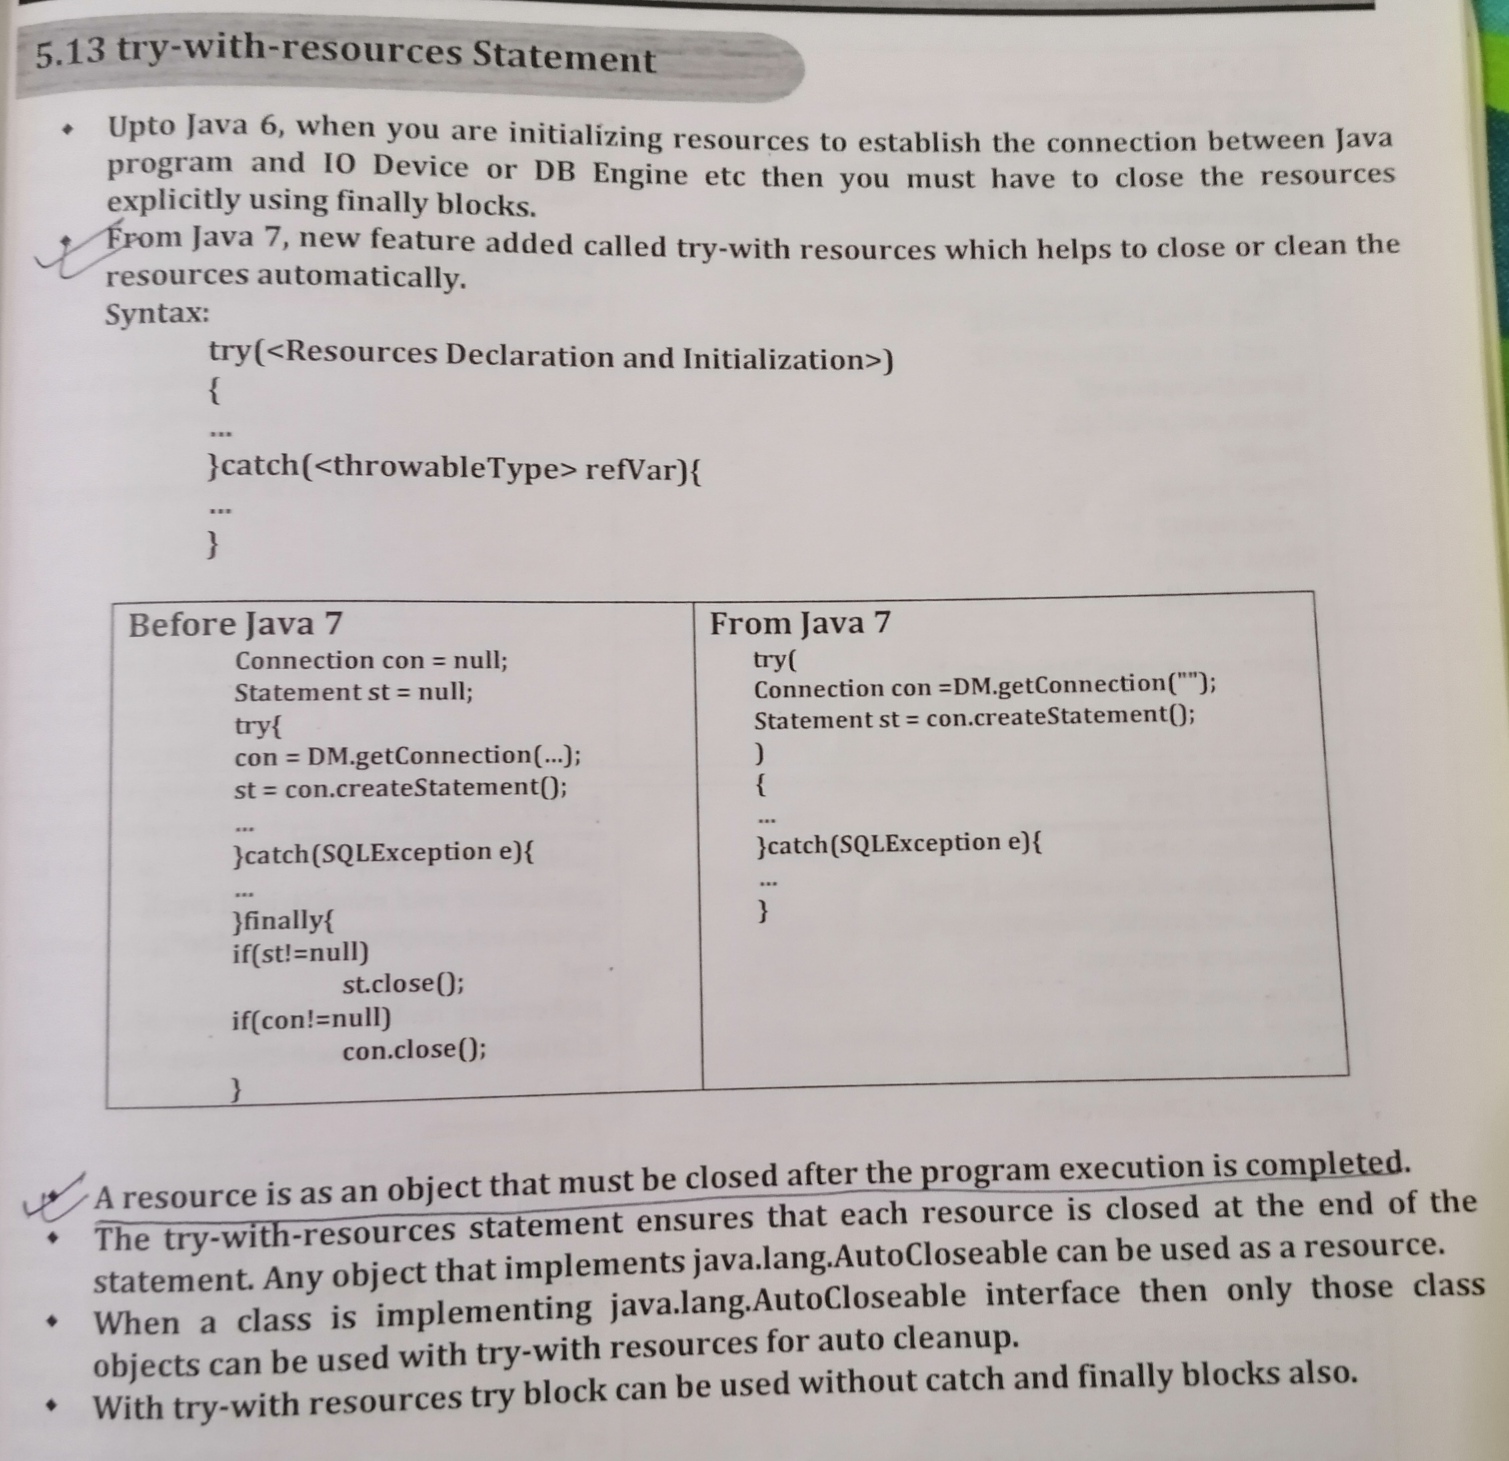 5.13 try-with-resources Statement
• Upto Java 6, when you are initializing resources to establish the connection between Java
program and IO Device or DB Engine etc then you must have to close the resources
explicitly using finally blocks.
• From Java 7, new feature added called try-with resources which helps to close or clean the
resources automatically.
Syntax:
try(<Resources Declaration and Initialization>)
{
...
}catch(<throwableType> refVar){
...
}
Before Java 7
Connection con = null;
Statement st = null;
try{
con = DM.getConnection(...);
st = con.createStatement();
...
}catch(SQLException e){
...
}finally{
if(st!=null)
st.close();
if(con!=null)
con.close();
}
From Java 7
try(
Connection con =DM.getConnection("");
Statement st = con.createStatement();
)
{
...
}catch(SQLException e){
...
}
• A resource is as an object that must be closed after the program execution is completed.
• The try-with-resources statement ensures that each resource is closed at the end of the
statement. Any object that implements java.lang.AutoCloseable can be used as a resource.
• When a class is implementing java.lang.AutoCloseable interface then only those class
objects can be used with try-with resources for auto cleanup.
• With try-with resources try block can be used without catch and finally blocks also.